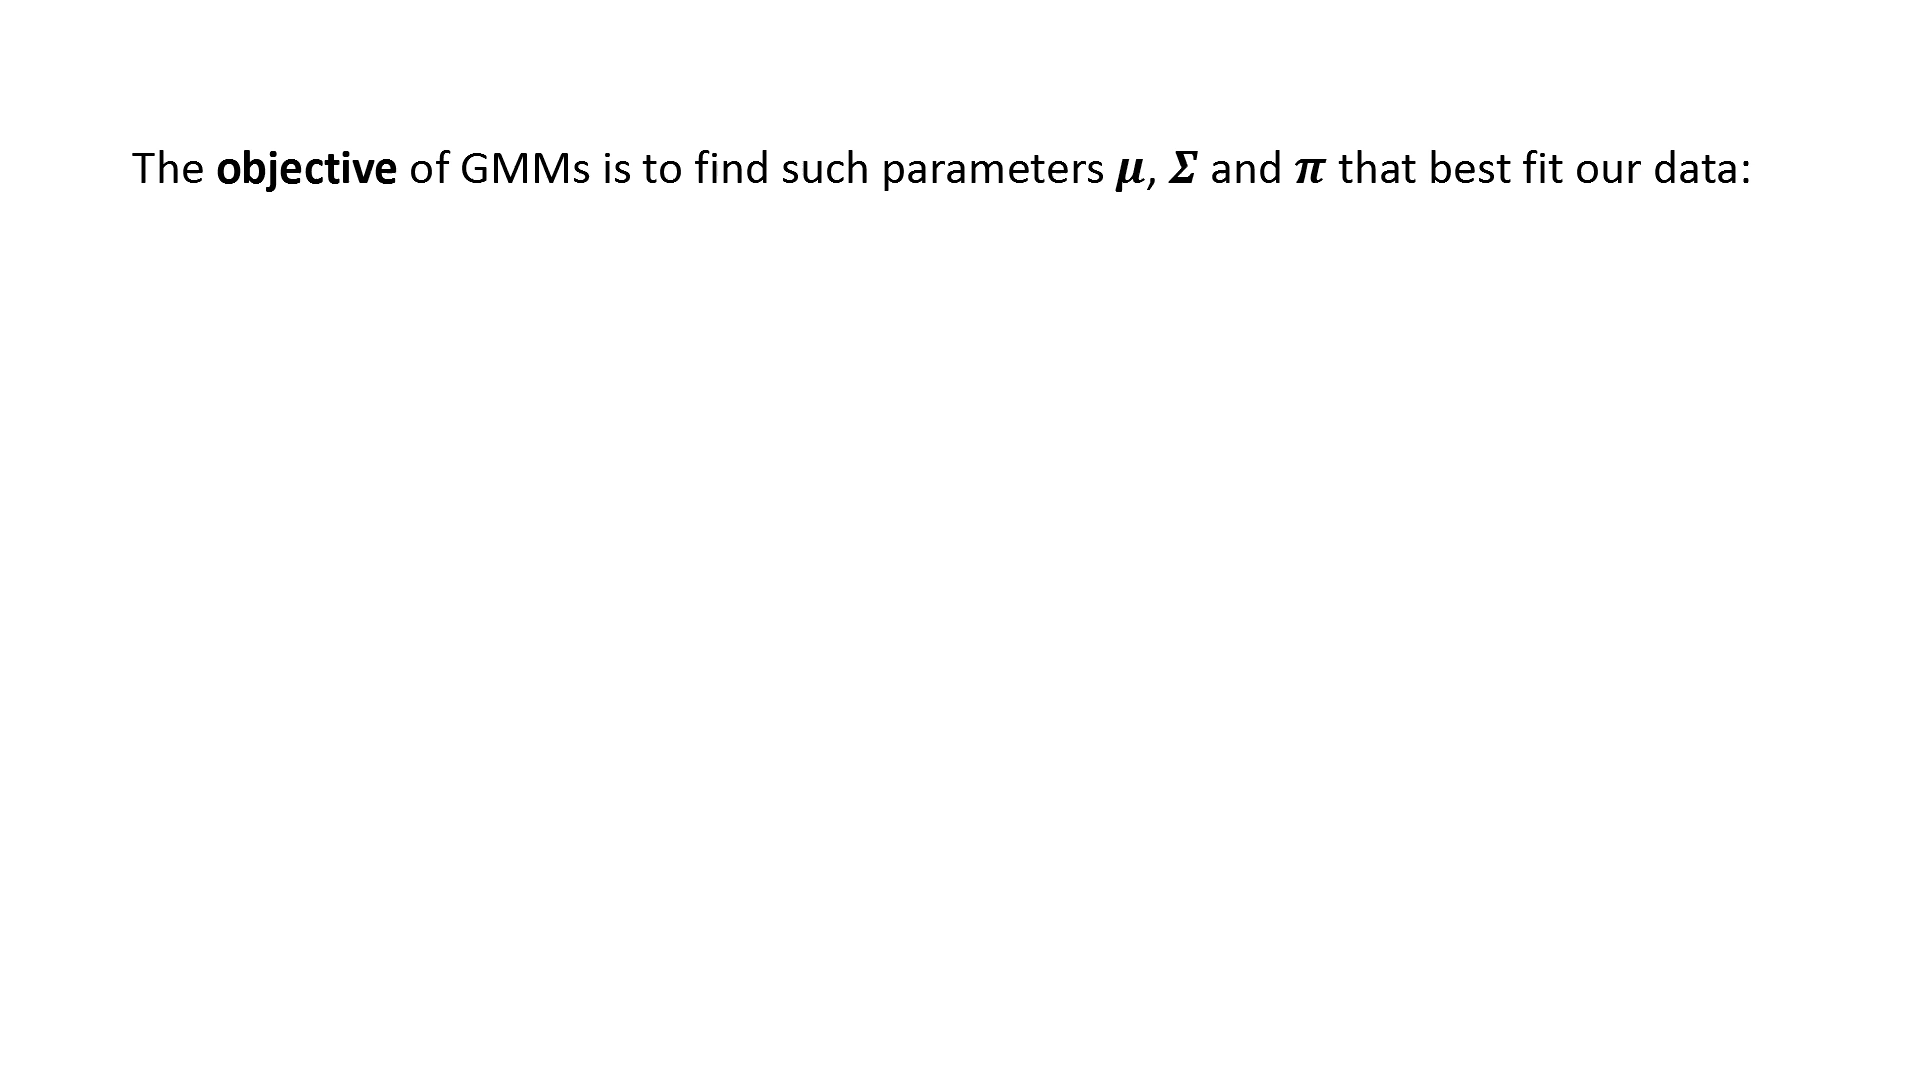 The objective of GMMs is to find such parameters μ, Σ and π that best fit our data: